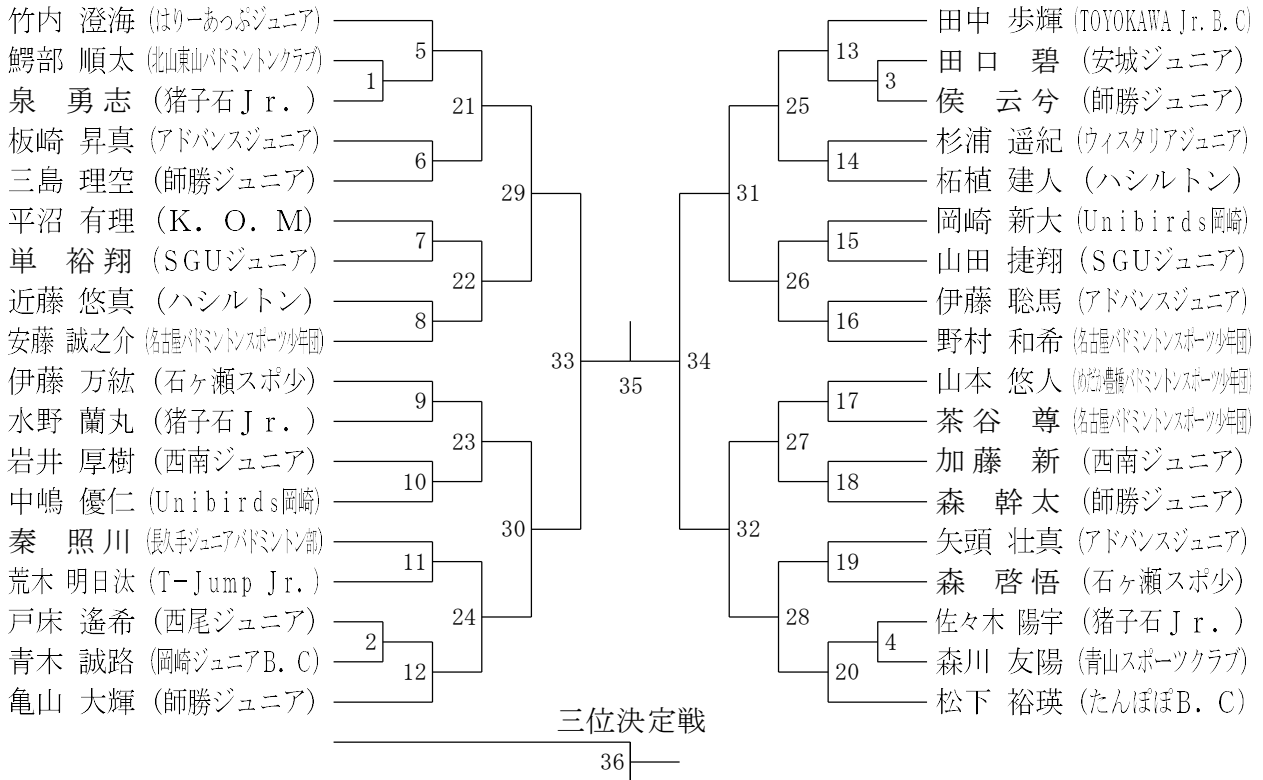 竹内 澄海 (はりーあっぷジュニア)
鰐部 順太 (北山東山バドミントンクラブ)
泉 勇志 (猪子石Jr.)
板崎 昇真 (アドバンスジュニア)
三島 理空 (師勝ジュニア)
平沼 有理 (K.O.M)
単 裕翔 (SGUジュニア)
近藤 悠真 (ハシルトン)
安藤 誠之介 (名古屋バドミントンスポーツ少年団)
伊藤 万紘 (石ヶ瀬スポ少)
水野 蘭丸 (猪子石Jr.)
岩井 厚樹 (西南ジュニア)
中嶋 優仁 (Unibirds岡崎)
秦 照川 (長久手ジュニアバドミントン部)
荒木 明日汰 (T-Jump Jr.)
戸床 遙希 (西尾ジュニア)
青木 誠路 (岡崎ジュニアB.C)
亀山 大輝 (師勝ジュニア)
1
2
5
6
7
8
9
10
11
12
21
22
23
24
29
30
33
35
34
31
32
25
26
27
28
13
14
15
16
17
18
19
20
3
4
田中 歩輝 (TOYOKAWA Jr.B.C)
田口 碧 (安城ジュニア)
侯 云兮 (師勝ジュニア)
杉浦 遥紀 (ウィスタリアジュニア)
柘植 建人 (ハシルトン)
岡崎 新大 (Unibirds岡崎)
山田 捷翔 (SGUジュニア)
伊藤 聡馬 (アドバンスジュニア)
野村 和希 (名古屋バドミントンスポーツ少年団)
山本 悠人 (めだか豊橋バドミントンスポーツ少年団)
茶谷 尊 (名古屋バドミントンスポーツ少年団)
加藤 新 (西南ジュニア)
森 幹太 (師勝ジュニア)
矢頭 壮真 (アドバンスジュニア)
森 啓悟 (石ヶ瀬スポ少)
佐々木 陽宇 (猪子石Jr.)
森川 友陽 (青山スポーツクラブ)
松下 裕瑛 (たんぽぽB.C)
三位決定戦
36